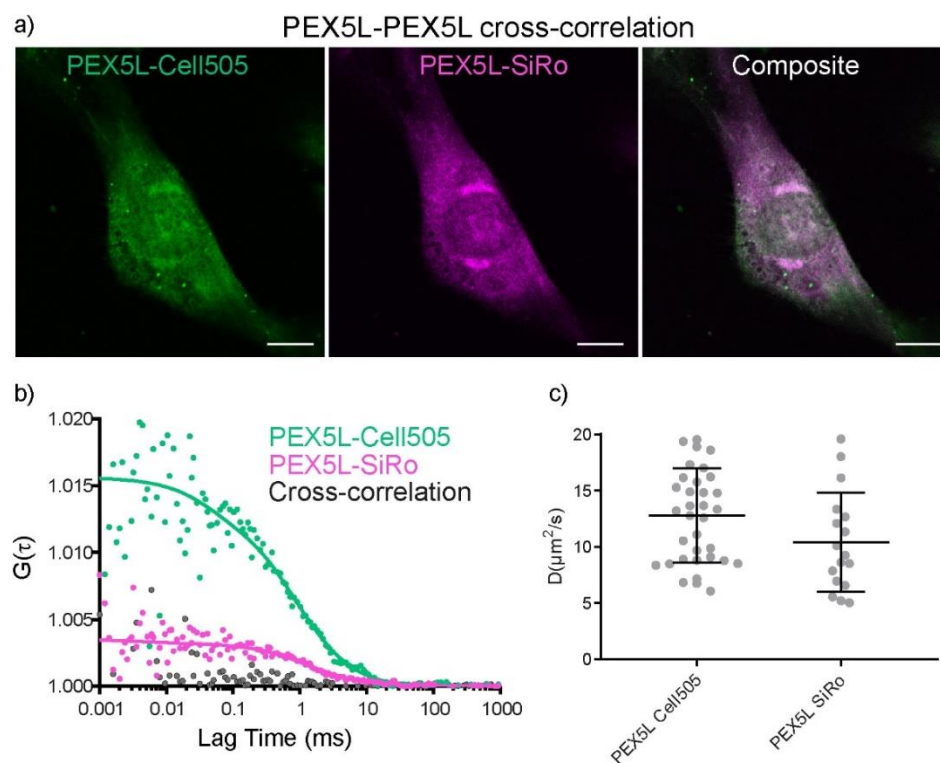 a)
PEX5L-PEX5L cross-correlation
PEX5L-Cell505
PEX5L-SiRo
Composite
b)
1.020
1.015
1.010
1.005
1.000
G(τ)
PEX5L-Cell505
PEX5L-SiRo
Cross-correlation
0.001
0.01
0.1
1
10
100
1000
Lag Time (ms)
c)
20
15
10
5
0
D(µm²/s)
PEX5L Cell505
PEX5L SiRo